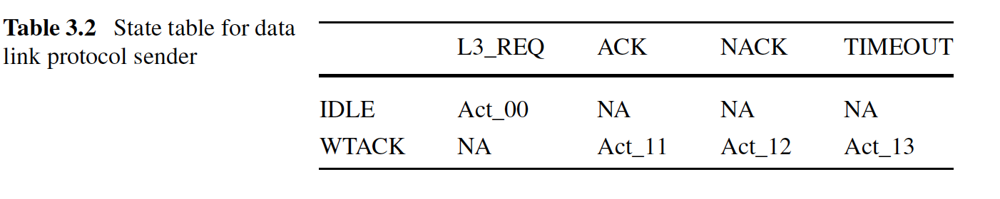 Table 3.2 State table for data
link protocol sender
L3_REQ ACK NACK TIMEOUT
IDLE Act_00 NA NA NA
WTACK NA Act_11 Act_12 Act_13